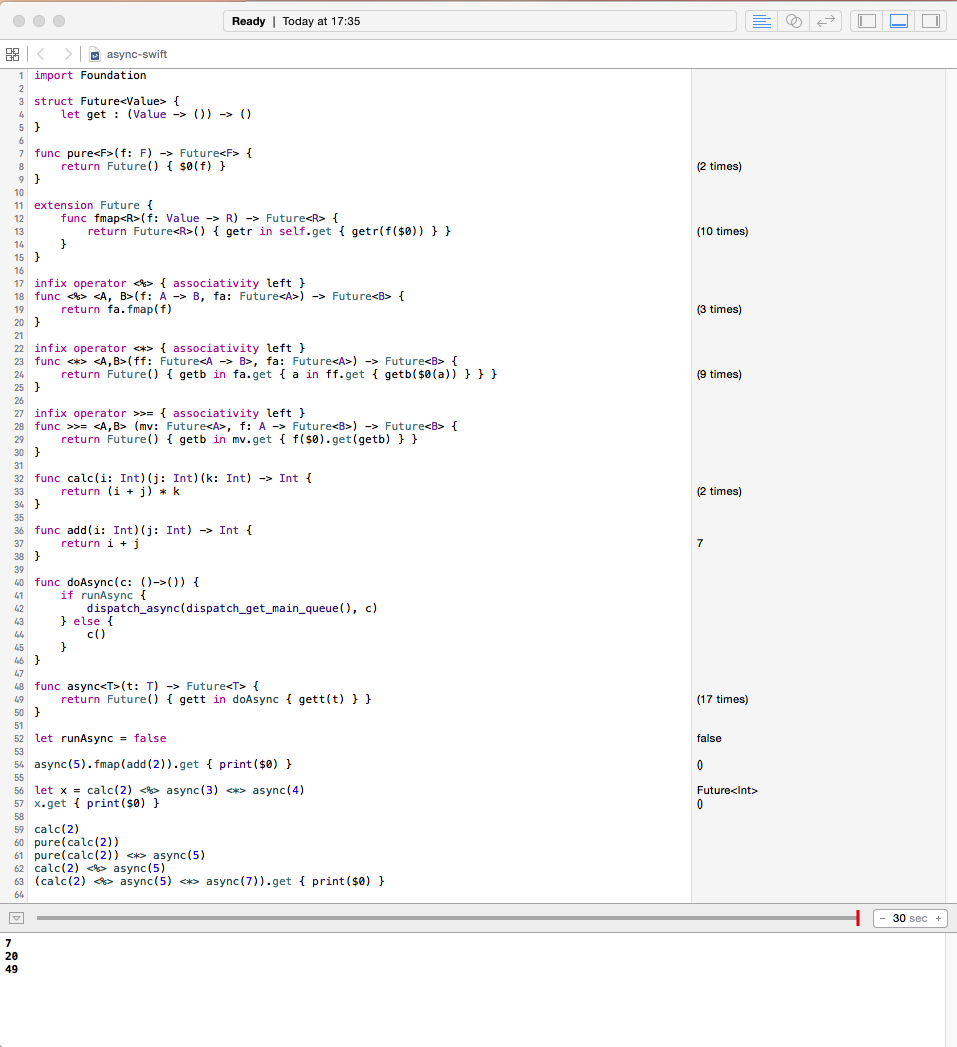 Ready | Today at 17:35
async-swift
1 import Foundation
2
3 struct Future<Value> {
4     let get : (Value -> ()) -> ()
5 }
6
7 func pure<F>(f: F) -> Future<F> {
8     return Future() { $0(f) } (2 times)
9 }
10
11 extension Future {
12     func fmap<R>(f: Value -> R) -> Future<R> {
13         return Future<R>() { getr in self.get { getr(f($0)) } } (10 times)
14     }
15 }
16
17 infix operator <%> { associativity left }
18 func <%> <A, B>(f: A -> B, fa: Future<A>) -> Future<B> {
19     return fa.fmap(f) (3 times)
20 }
21
22 infix operator <*> { associativity left }
23 func <*> <A,B>(ff: Future<A -> B>, fa: Future<A>) -> Future<B> {
24     return Future() { getb in fa.get { a in ff.get { getb($0(a)) } } } (9 times)
25 }
26
27 infix operator >>= { associativity left }
28 func >>= <A,B> (mv: Future<A>, f: A -> Future<B>) -> Future<B> {
29     return Future() { getb in mv.get { f($0).get(getb) } }
30 }
31
32 func calc(i: Int)(j: Int)(k: Int) -> Int {
33     return (i + j) * k (2 times)
34 }
35
36 func add(i: Int)(j: Int) -> Int {
37     return i + j 7
38 }
39
40 func doAsync(c: ()->()) {
41     if runAsync {
42         dispatch_async(dispatch_get_main_queue(), c)
43     } else {
44         c()
45     }
46 }
47
48 func async<T>(t: T) -> Future<T> {
49     return Future() { gett in doAsync { gett(t) } } (17 times)
50 }
51
52 let runAsync = false false
53
54 async(5).fmap(add(2)).get { print($0) } ()
55
56 let x = calc(2) <%> async(3) <*> async(4) Future<Int>
57 x.get { print($0) } ()
58
59 calc(2)
60 pure(calc(2))
61 pure(calc(2)) <*> async(5)
62 calc(2) <%> async(5)
63 (calc(2) <%> async(5) <*> async(7)).get { print($0) }
64
− 30 sec +
7
20
49